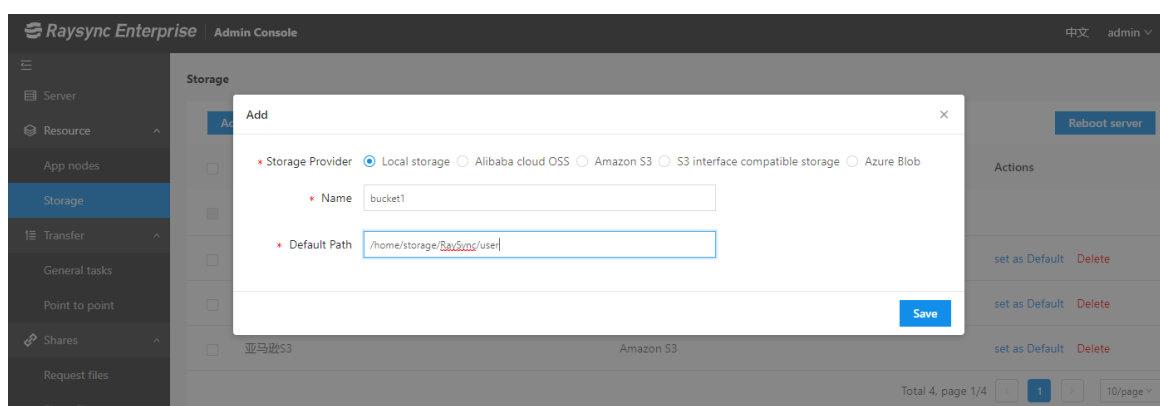 Raysync Enterprise Admin Console 中文 admin
Storage
Server
Add
Resource
Reboot server
* Storage Provider Local storage Alibaba cloud OSS Amazon S3 S3 interface compatible storage Azure Blob
App nodes
Actions
* Name bucket1
Storage
Transfer
* Default Path /home/storage/RaySync/user
General tasks
set as Default Delete
Point to point
set as Default Delete
Save
Shares
亚马逊S3 Amazon S3 set as Default Delete
Request files
Total 4, page 1/4 1 10/page